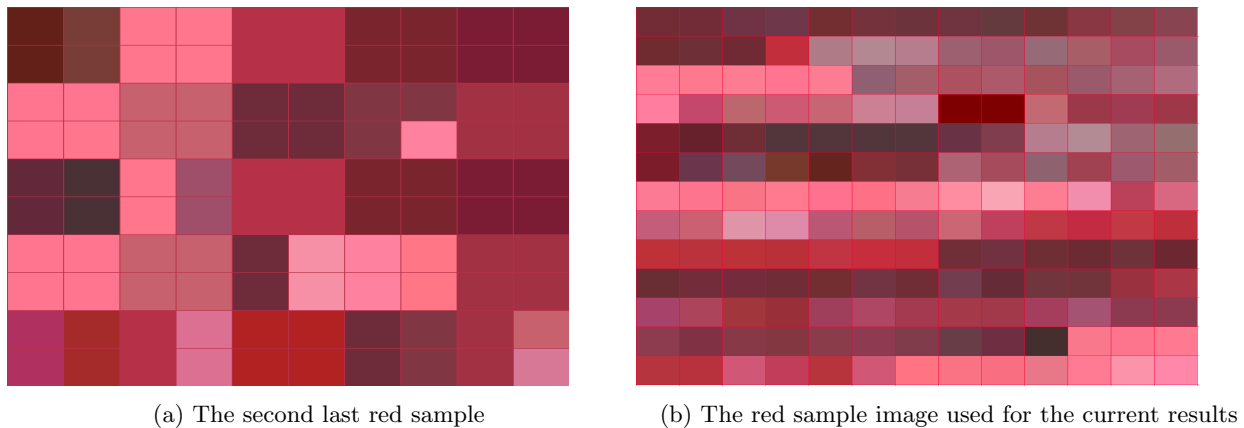 (a) The second last red sample
(b) The red sample image used for the current results